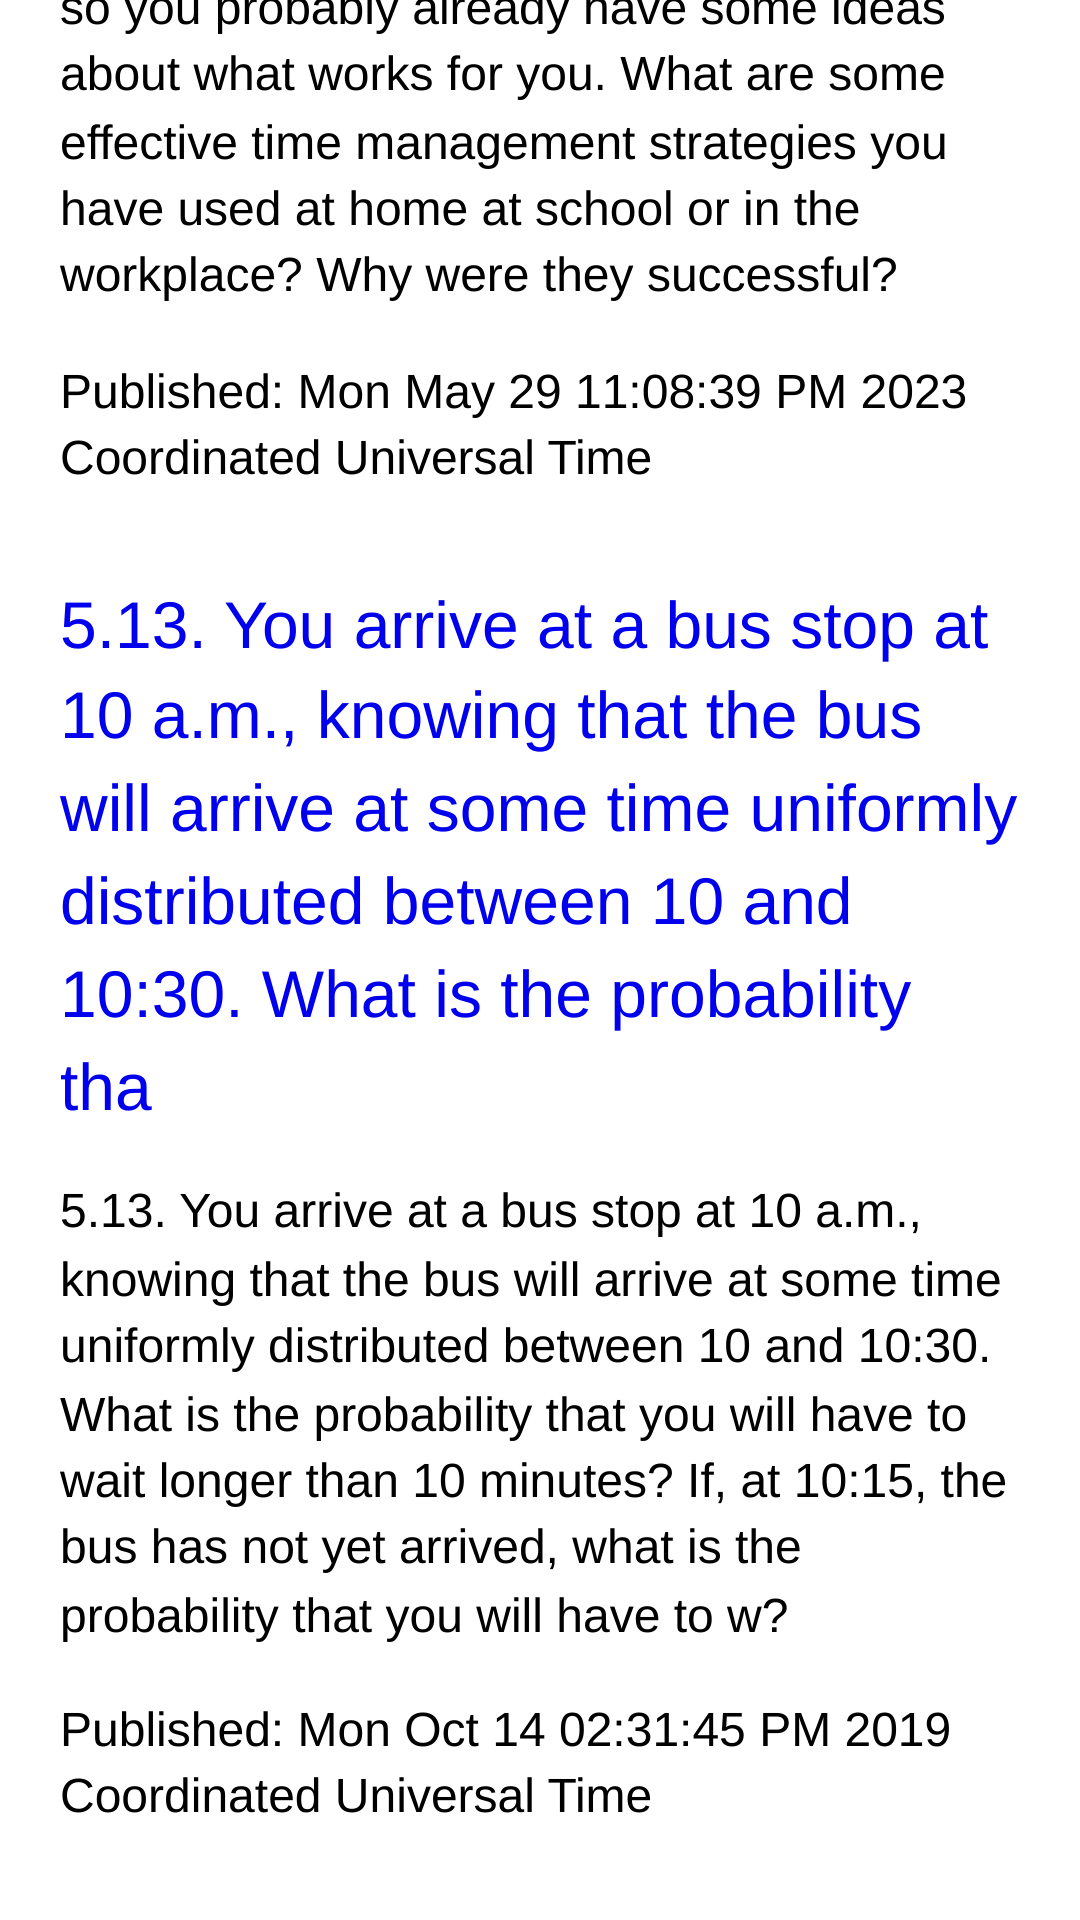 so you probably already have some ideas
about what works for you. What are some
effective time management strategies you
have used at home at school or in the
workplace? Why were they successful?
Published: Mon May 29 11:08:39 PM 2023
Coordinated Universal Time
5.13. You arrive at a bus stop at
10 a.m., knowing that the bus
will arrive at some time uniformly
distributed between 10 and
10:30. What is the probability
tha
5.13. You arrive at a bus stop at 10 a.m.,
knowing that the bus will arrive at some time
uniformly distributed between 10 and 10:30.
What is the probability that you will have to
wait longer than 10 minutes? If, at 10:15, the
bus has not yet arrived, what is the
probability that you will have to w?
Published: Mon Oct 14 02:31:45 PM 2019
Coordinated Universal Time